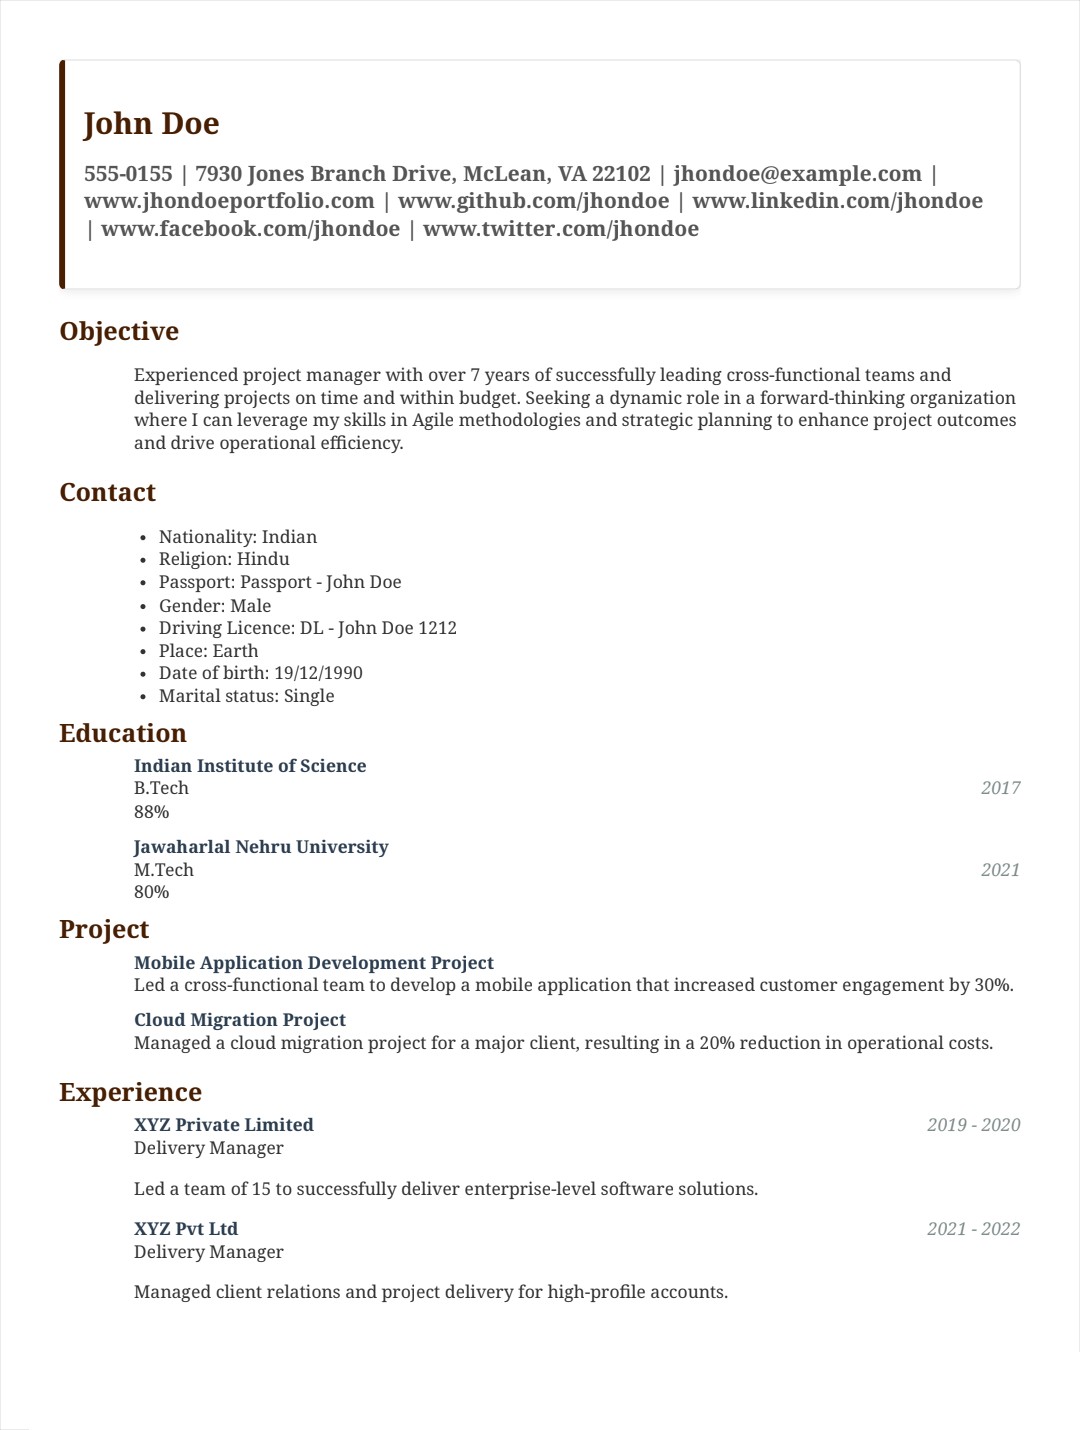 John Doe
555-0155 | 7930 Jones Branch Drive, McLean, VA 22102 | jhondoe@example.com |
www.jhondoeportfolio.com | www.github.com/jhondoe | www.linkedin.com/jhondoe
| www.facebook.com/jhondoe | www.twitter.com/jhondoe
Objective
Experienced project manager with over 7 years of successfully leading cross-functional teams and
delivering projects on time and within budget. Seeking a dynamic role in a forward-thinking organization
where I can leverage my skills in Agile methodologies and strategic planning to enhance project outcomes
and drive operational efficiency.
Contact
• Nationality: Indian
• Religion: Hindu
• Passport: Passport - John Doe
• Gender: Male
• Driving Licence: DL - John Doe 1212
• Place: Earth
• Date of birth: 19/12/1990
• Marital status: Single
Education
Indian Institute of Science
B.Tech 2017
88%
Jawaharlal Nehru University
M.Tech 2021
80%
Project
Mobile Application Development Project
Led a cross-functional team to develop a mobile application that increased customer engagement by 30%.
Cloud Migration Project
Managed a cloud migration project for a major client, resulting in a 20% reduction in operational costs.
Experience
XYZ Private Limited 2019 - 2020
Delivery Manager
Led a team of 15 to successfully deliver enterprise-level software solutions.
XYZ Pvt Ltd 2021 - 2022
Delivery Manager
Managed client relations and project delivery for high-profile accounts.